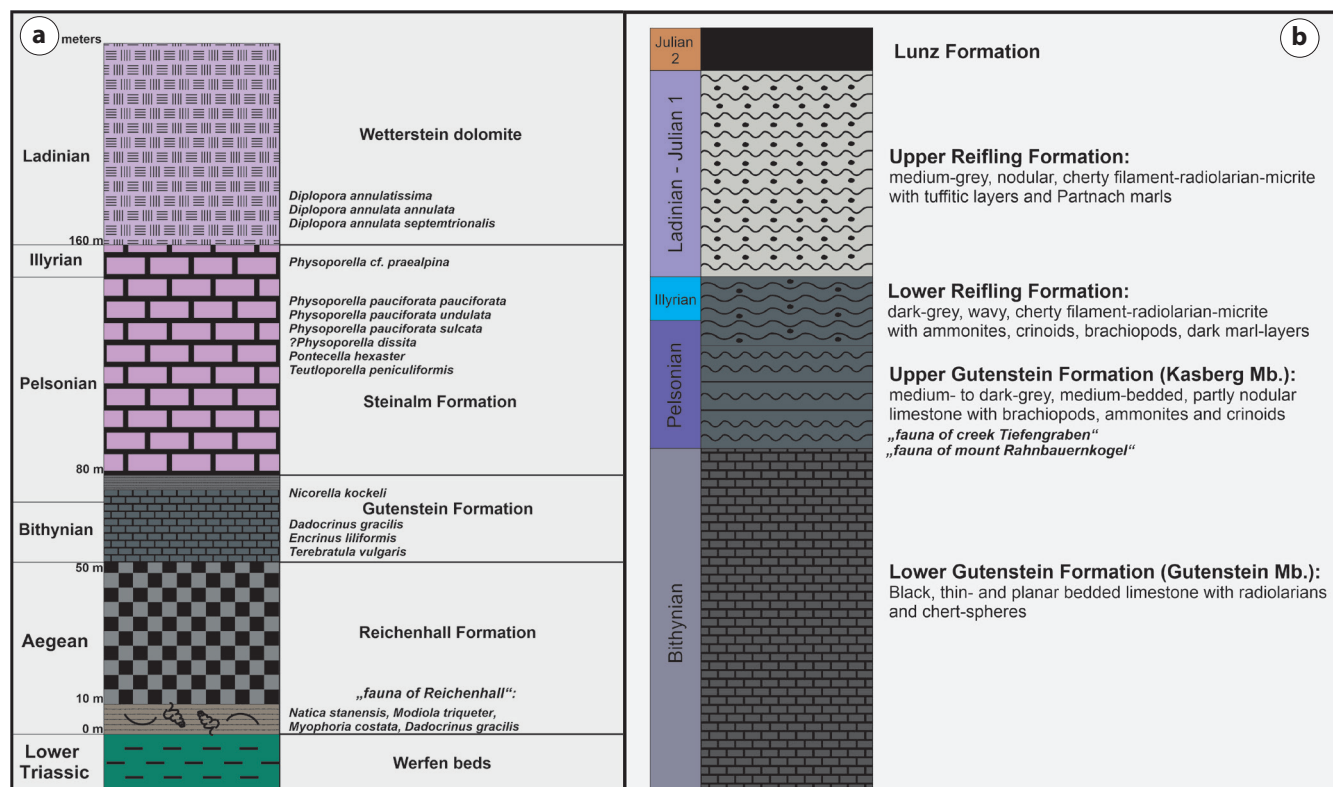 a
meters
Ladinian
Wetterstein dolomite
Diplopora annulatissima
Diplopora annulata annulata
Diplopora annulata septemtrionalis
160 m
Illyrian
Physoporella cf. praealpina
Pelsonian
Physoporella pauciforata pauciforata
Physoporella pauciforata undulata
Physoporella pauciforata sulcata
?Physoporella dissita
Pontecella hexaster
Teutloporella peniculiformis
Steinalm Formation
80 m
Nicorella kockeli
Gutenstein Formation
Bithynian
Dadocrinus gracilis
Encrinus liliformis
Terebratula vulgaris
50 m
Aegean
Reichenhall Formation
„fauna of Reichenhall“:
10 m
Natica stanensis, Modiola triqueter,
Myophoria costata, Dadocrinus gracilis
0 m
Lower
Triassic
Werfen beds
b
Julian
2
Lunz Formation
Ladinian - Julian 1
Upper Reifling Formation:
medium-grey, nodular, cherty filament-radiolarian-micrite
with tuffitic layers and Partnach marls
Illyrian
Lower Reifling Formation:
dark-grey, wavy, cherty filament-radiolarian-micrite
with ammonites, crinoids, brachiopods, dark marl-layers
Pelsonian
Upper Gutenstein Formation (Kasberg Mb.):
medium- to dark-grey, medium-bedded, partly nodular
limestone with brachiopods, ammonites and crinoids
„fauna of creek Tiefengraben“
„fauna of mount Rahnbauernkogel“
Bithynian
Lower Gutenstein Formation (Gutenstein Mb.):
Black, thin- and planar bedded limestone with radiolarians
and chert-spheres